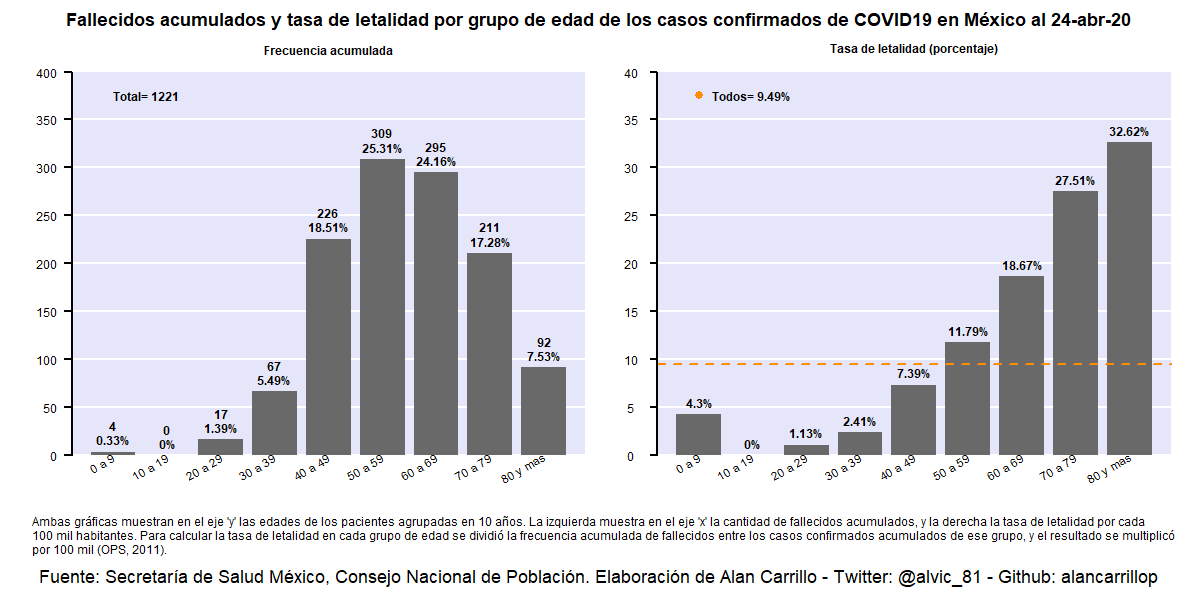 Fallecidos acumulados y tasa de letalidad por grupo de edad de los casos confirmados de COVID19 en México al 24-abr-20
Frecuencia acumulada
400
350
300
250
200
150
100
50
0
Total= 1221
4
0.33%
0
0%
17
1.39%
67
5.49%
226
18.51%
309
25.31%
295
24.16%
211
17.28%
92
7.53%
0 a 9
10 a 19
20 a 29
30 a 39
40 a 49
50 a 59
60 a 69
70 a 79
80 y mas
Tasa de letalidad (porcentaje)
40
35
30
25
20
15
10
5
0
Todos= 9.49%
4.3%
0%
1.13%
2.41%
7.39%
11.79%
18.67%
27.51%
32.62%
0 a 9
10 a 19
20 a 29
30 a 39
40 a 49
50 a 59
60 a 69
70 a 79
80 y mas
Ambas gráficas muestran en el eje 'y' las edades de los pacientes agrupadas en 10 años. La izquierda muestra en el eje 'x' la cantidad de fallecidos acumulados, y la derecha la tasa de letalidad por cada
100 mil habitantes. Para calcular la tasa de letalidad en cada grupo de edad se dividió la frecuencia acumulada de fallecidos entre los casos confirmados acumulados de ese grupo, y el resultado se multiplicó
por 100 mil (OPS, 2011).
Fuente: Secretaría de Salud México, Consejo Nacional de Población. Elaboración de Alan Carrillo - Twitter: @alvic_81 - Github: alancarrillop